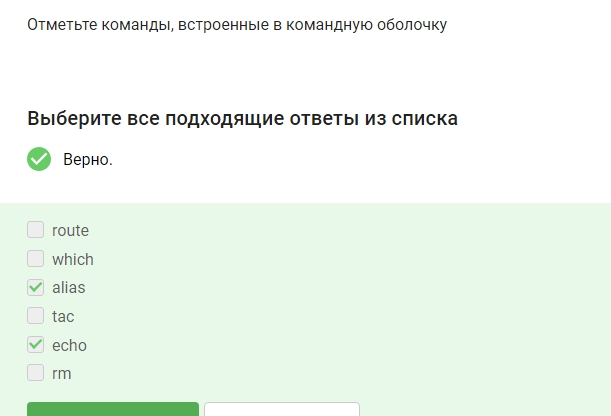 Отметьте команды, встроенные в командную оболочку
Выберите все подходящие ответы из списка
Верно.
route
which
alias
tac
echo
rm